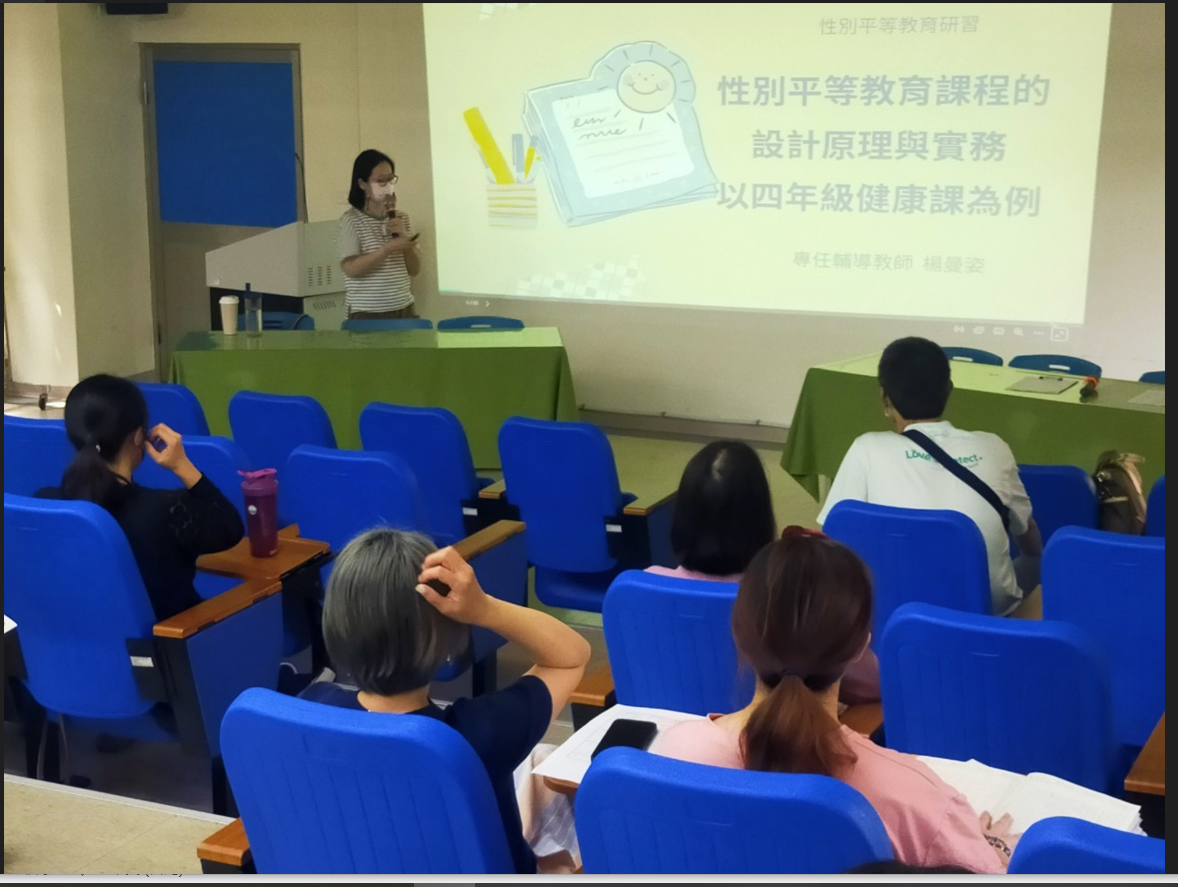 性別平等教育研習
性別平等教育課程的
設計原理與實務
以四年級健康課為例
專任輔導教師 楊曼姿